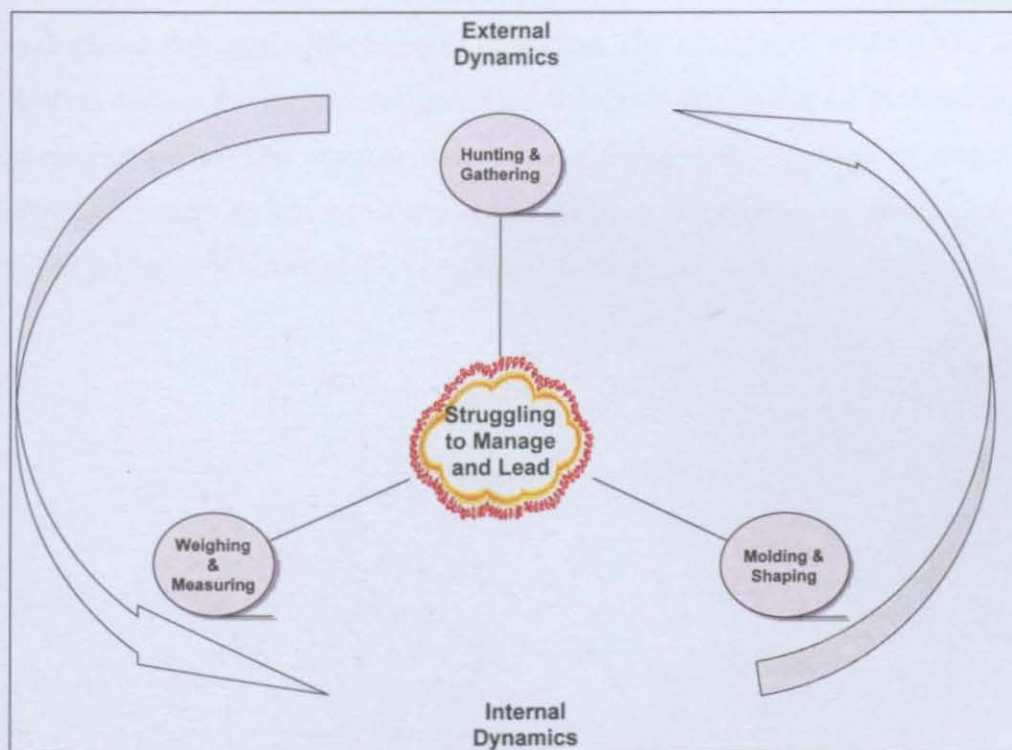 External
Dynamics
Hunting &
Gathering
Struggling
to Manage
and Lead
Weighing
&
Measuring
Molding &
Shaping
Internal
Dynamics